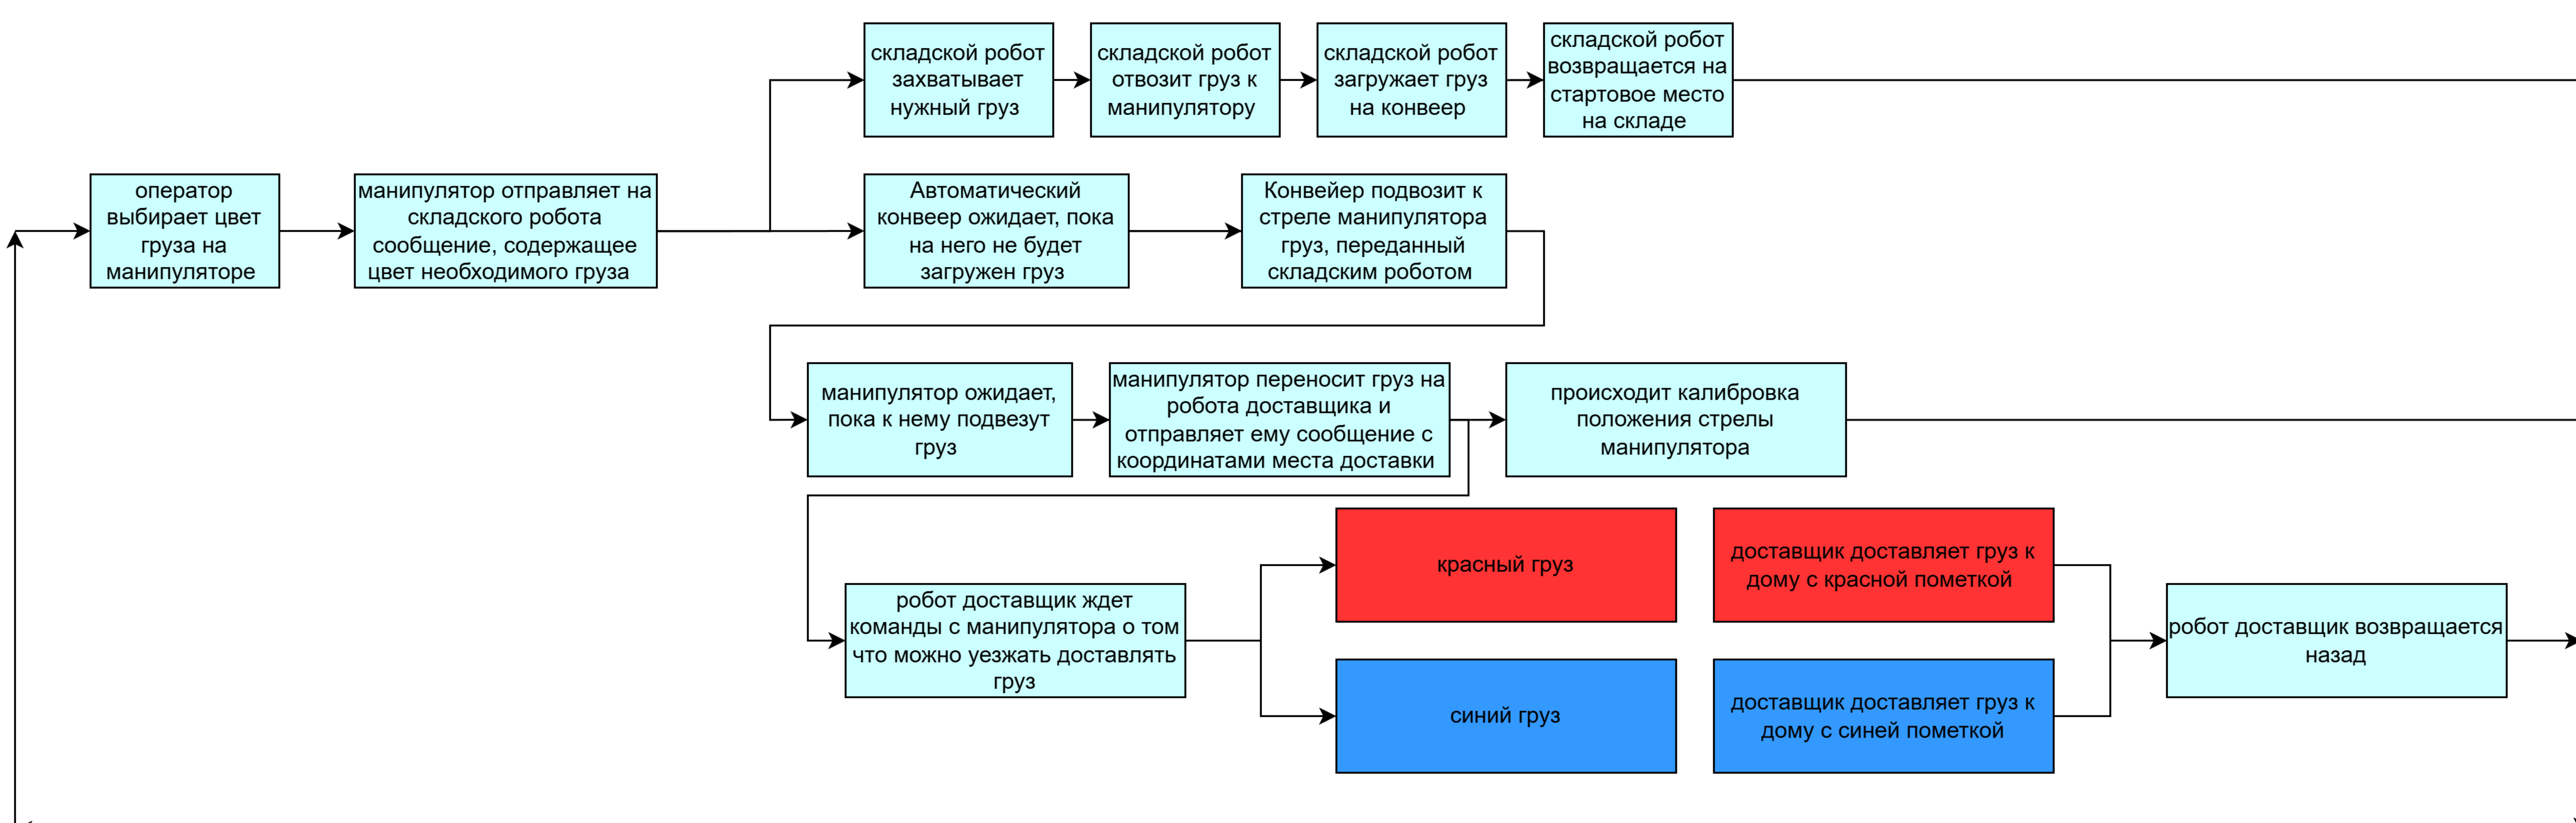 складской робот
захватывает
нужный груз
складской робот
отвозит груз к
манипулятору
складской робот
загружает груз
на конвеер
складской робот
возвращается на
стартовое место
на складе
оператор
выбирает цвет
груза на
манипуляторе
манипулятор отправляет на
складского робота
сообщение, содержащее
цвет необходимого груза
Автоматический
конвеер ожидает, пока
на него не будет
загружен груз
Конвейер подвозит к
стреле манипулятора
груз, переданный
складским роботом
манипулятор ожидает,
пока к нему подвезут
груз
манипулятор переносит груз на
робота доставщика и
отправляет ему сообщение с
координатами места доставки
происходит калибровка
положения стрелы
манипулятора
робот доставщик ждет
команды с манипулятора о том
что можно уезжать доставлять
груз
красный груз
доставщик доставляет груз к
дому с красной пометкой
синий груз
доставщик доставляет груз к
дому с синей пометкой
робот доставщик возвращается
назад